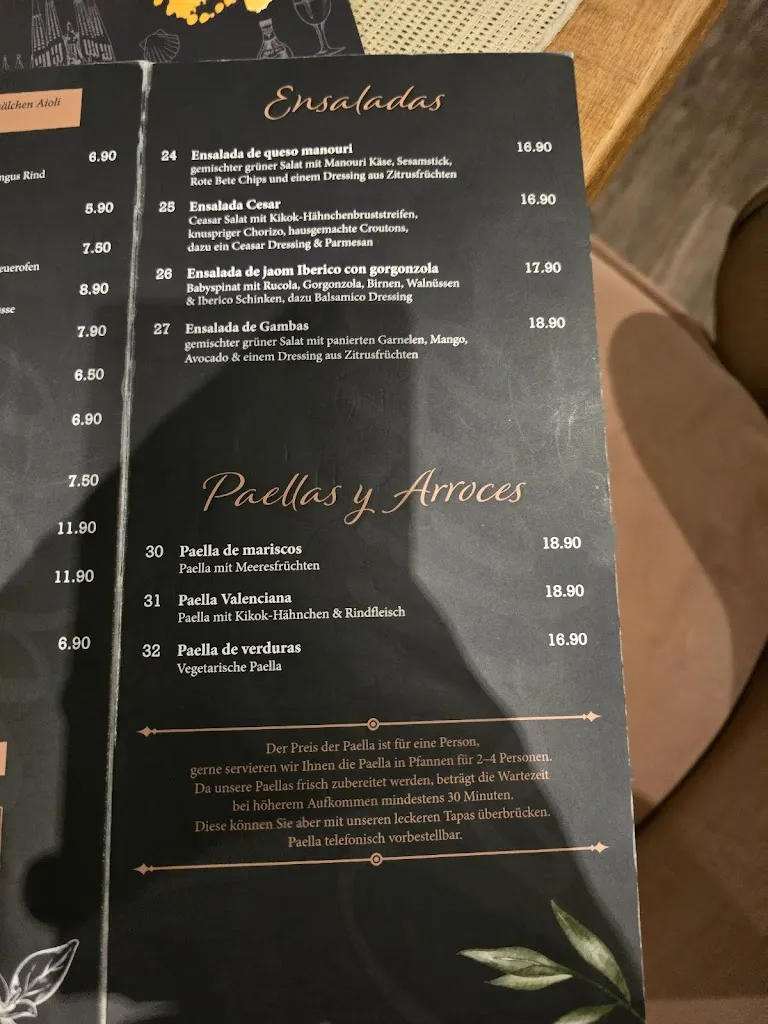 älchen Aioli
6.90
ngus Rind
5.90
7.50
euerofen
8.90
sse
7.90
6.50
6.90
7.50
11.90
11.90
6.90
Ensaladas
24 Ensalada de queso manouri 16.90
gemischter grüner Salat mit Manouri Käse, Sesamstick,
Rote Bete Chips und einem Dressing aus Zitrusfrüchten
25 Ensalada Cesar 16.90
Ceasar Salat mit Kikok-Hähnchenbruststreifen,
knuspriger Chorizo, hausgemachte Croutons,
dazu ein Ceasar Dressing & Parmesan
26 Ensalada de jaom Iberico con gorgonzola 17.90
Babyspinat mit Rucola, Gorgonzola, Birnen, Walnüssen
& Iberico Schinken, dazu Balsamico Dressing
27 Ensalada de Gambas 18.90
gemischter grüner Salat mit panierten Garnelen, Mango,
Avocado & einem Dressing aus Zitrusfrüchten
Paellas y Arroces
30 Paella de mariscos 18.90
Paella mit Meeresfrüchten
31 Paella Valenciana 18.90
Paella mit Kikok-Hähnchen & Rindfleisch
32 Paella de verduras 16.90
Vegetarische Paella
Der Preis der Paella ist für eine Person,
gerne servieren wir Ihnen die Paella in Pfannen für 2–4 Personen.
Da unsere Paellas frisch zubereitet werden, beträgt die Wartezeit
bei höherem Aufkommen mindestens 30 Minuten.
Diese können Sie aber mit unseren leckeren Tapas überbrücken.
Paella telefonisch vorbestellbar.